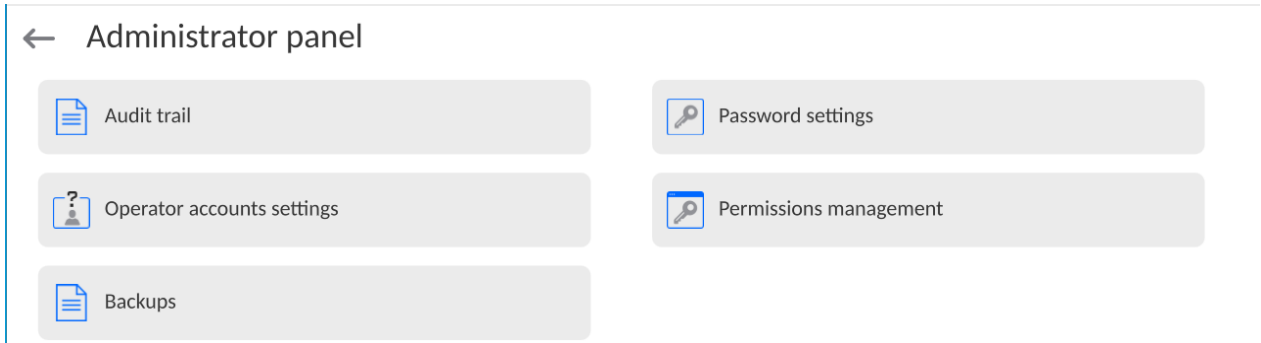 Administrator panel
Audit trail
Password settings
Operator accounts settings
Permissions management
Backups